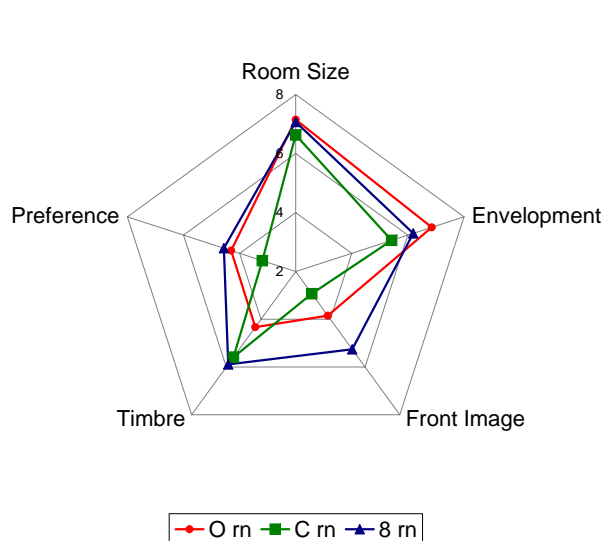 Room Size
8
6
Preference
Envelopment
4
2
Timbre
Front Image
O rn C rn 8 rn